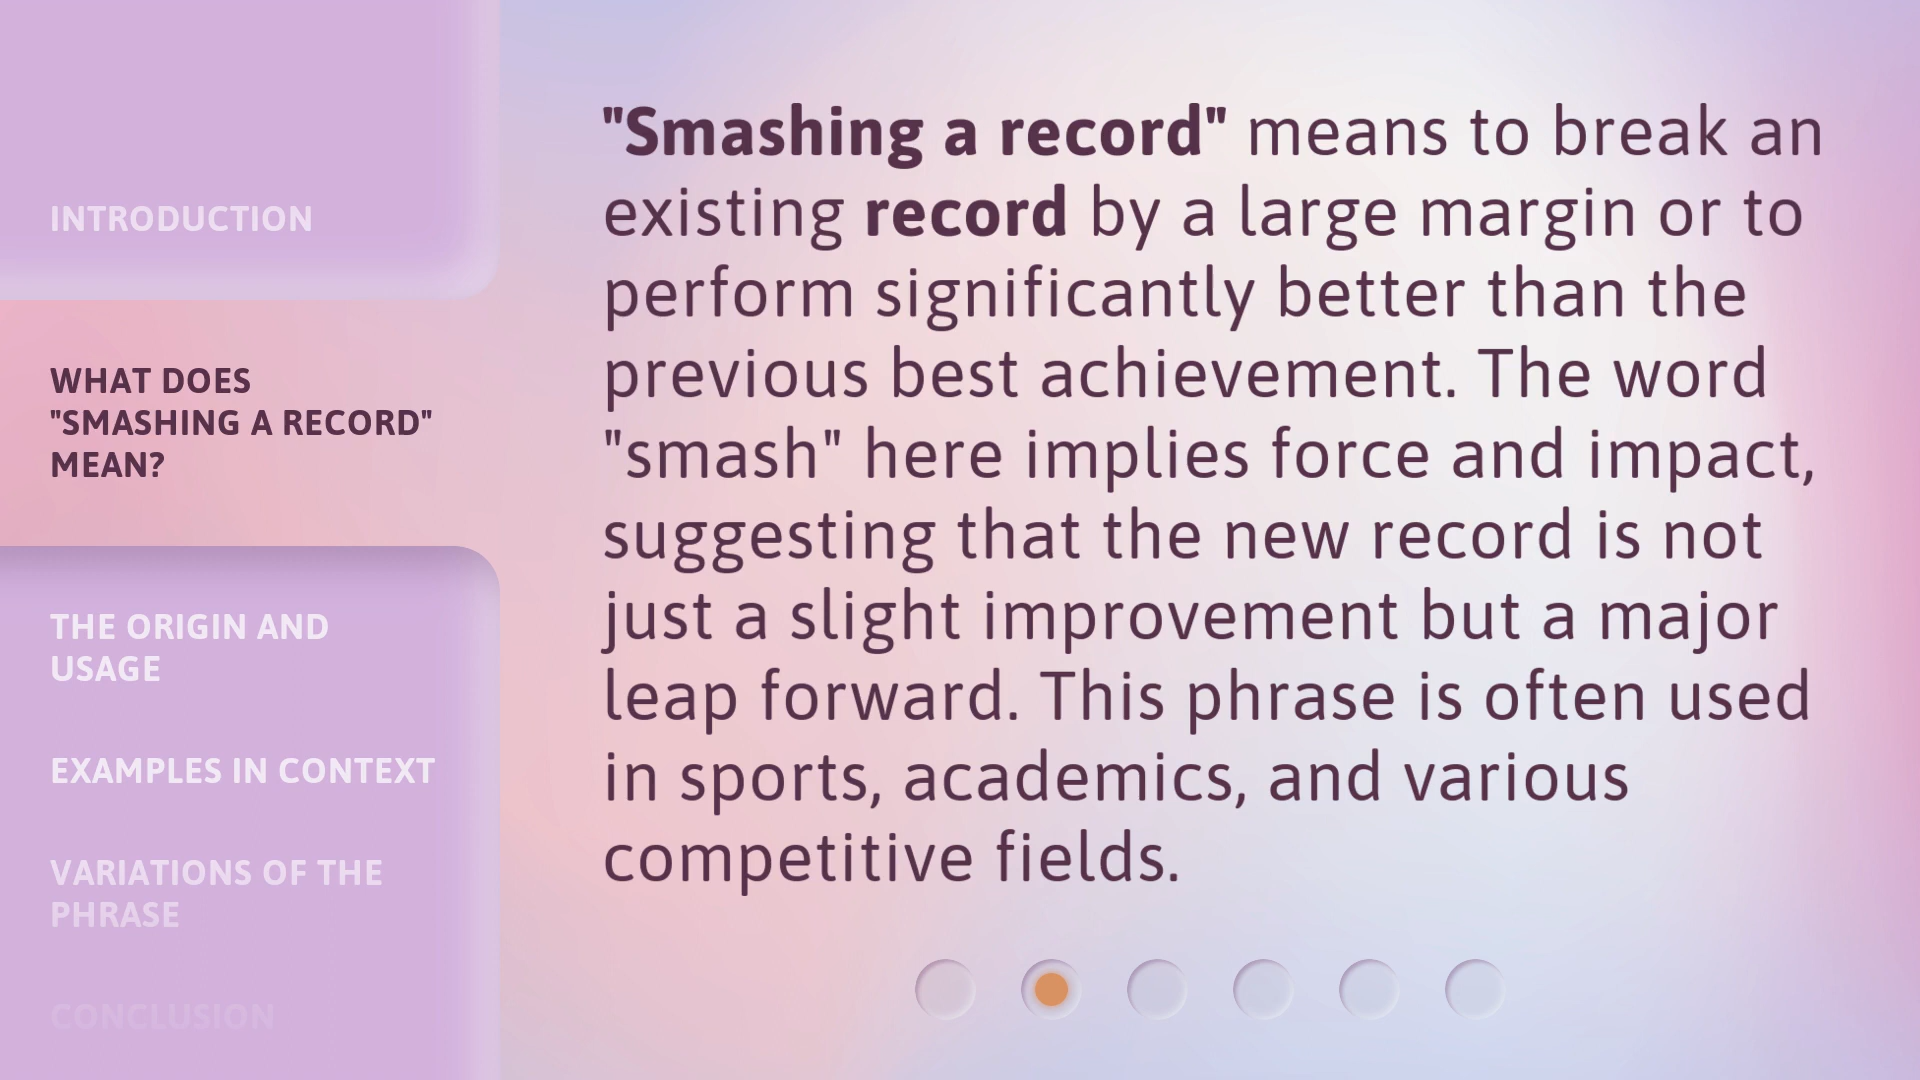 INTRODUCTION
WHAT DOES
"SMASHING A RECORD"
MEAN?
THE ORIGIN AND
USAGE
EXAMPLES IN CONTEXT
VARIATIONS OF THE
PHRASE
CONCLUSION
"Smashing a record" means to break an
existing record by a large margin or to
perform significantly better than the
previous best achievement. The word
"smash" here implies force and impact,
suggesting that the new record is not
just a slight improvement but a major
leap forward. This phrase is often used
in sports, academics, and various
competitive fields.